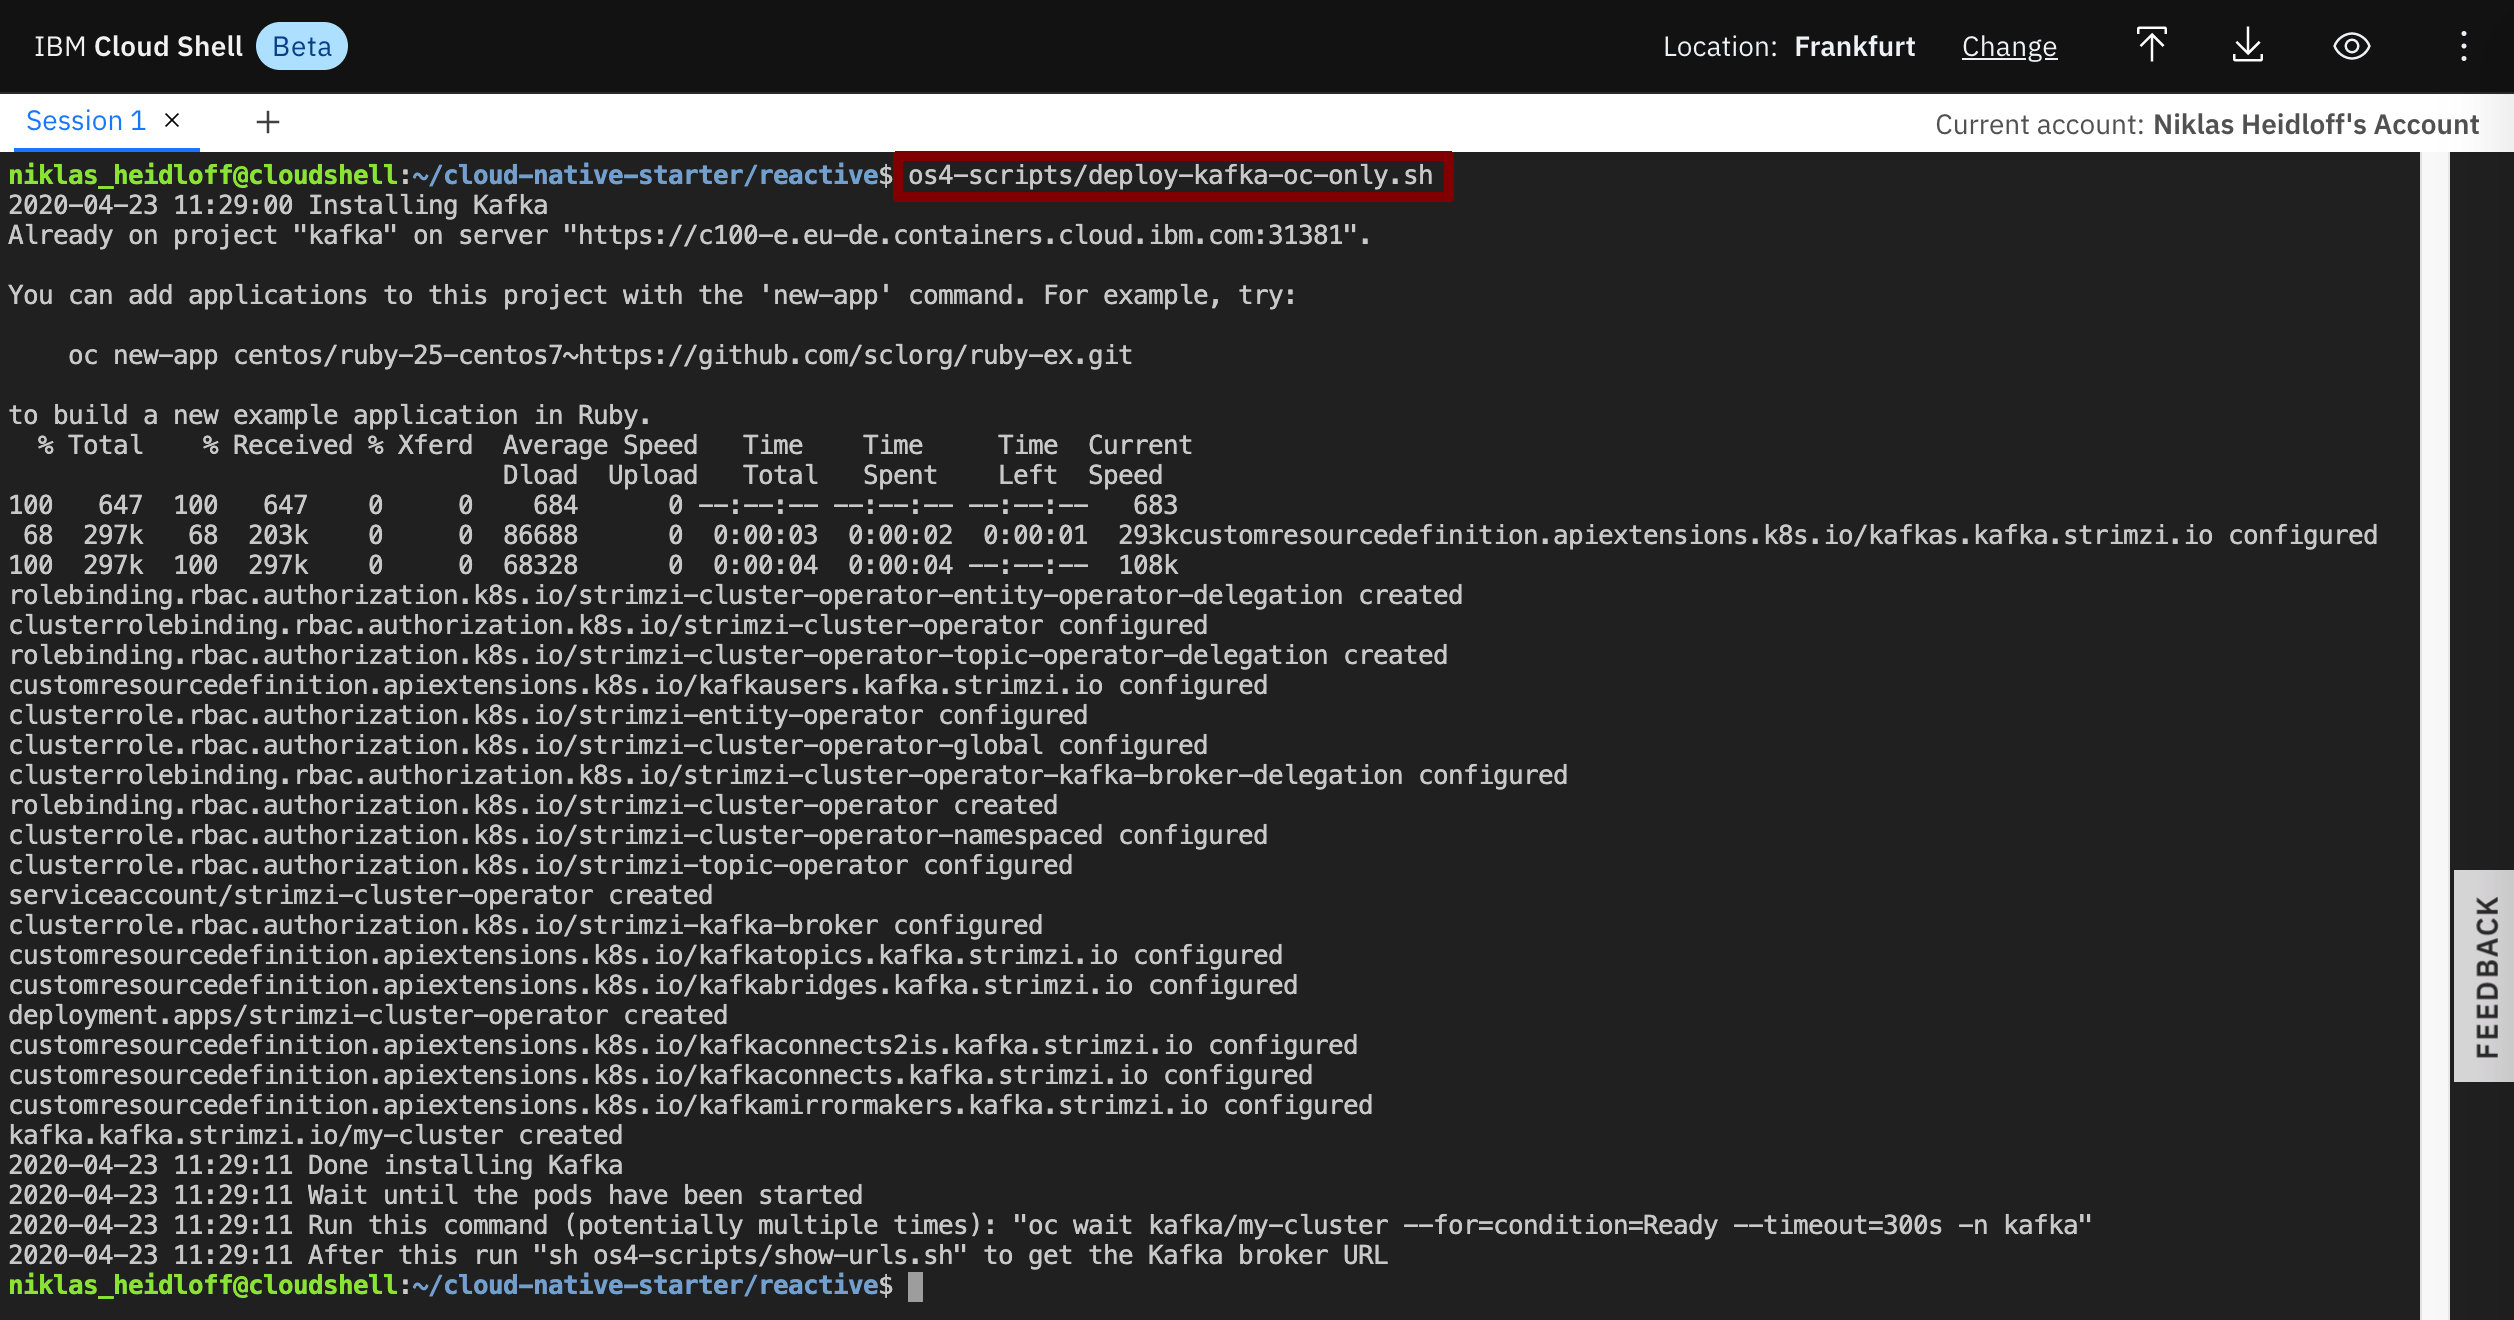 IBM Cloud Shell Beta
Location: Frankfurt Change
Session 1 × +
Current account: Niklas Heidloff's Account
niklas_heidloff@cloudshell:~/cloud-native-starter/reactive$ os4-scripts/deploy-kafka-oc-only.sh
2020-04-23 11:29:00 Installing Kafka
Already on project "kafka" on server "https://c100-e.eu-de.containers.cloud.ibm.com:31381".
You can add applications to this project with the 'new-app' command. For example, try:
    oc new-app centos/ruby-25-centos7~https://github.com/sclorg/ruby-ex.git
to build a new example application in Ruby.
  % Total    % Received % Xferd  Average Speed   Time    Time     Time  Current
                                 Dload  Upload   Total   Spent    Left  Speed
100   647  100   647    0     0    684      0 --:--:-- --:--:-- --:--:--   683
 68  297k   68  203k    0     0  86688      0  0:00:03  0:00:02  0:00:01  293kcustomresourcedefinition.apiextensions.k8s.io/kafkas.kafka.strimzi.io configured
100  297k  100  297k    0     0  68328      0  0:00:04  0:00:04 --:--:--  108k
rolebinding.rbac.authorization.k8s.io/strimzi-cluster-operator-entity-operator-delegation created
clusterrolebinding.rbac.authorization.k8s.io/strimzi-cluster-operator configured
rolebinding.rbac.authorization.k8s.io/strimzi-cluster-operator-topic-operator-delegation created
customresourcedefinition.apiextensions.k8s.io/kafkausers.kafka.strimzi.io configured
clusterrole.rbac.authorization.k8s.io/strimzi-entity-operator configured
clusterrole.rbac.authorization.k8s.io/strimzi-cluster-operator-global configured
clusterrolebinding.rbac.authorization.k8s.io/strimzi-cluster-operator-kafka-broker-delegation configured
rolebinding.rbac.authorization.k8s.io/strimzi-cluster-operator created
clusterrole.rbac.authorization.k8s.io/strimzi-cluster-operator-namespaced configured
clusterrole.rbac.authorization.k8s.io/strimzi-topic-operator configured
serviceaccount/strimzi-cluster-operator created
clusterrole.rbac.authorization.k8s.io/strimzi-kafka-broker configured
customresourcedefinition.apiextensions.k8s.io/kafkatopics.kafka.strimzi.io configured
customresourcedefinition.apiextensions.k8s.io/kafkabridges.kafka.strimzi.io configured
deployment.apps/strimzi-cluster-operator created
customresourcedefinition.apiextensions.k8s.io/kafkaconnects2is.kafka.strimzi.io configured
customresourcedefinition.apiextensions.k8s.io/kafkaconnects.kafka.strimzi.io configured
customresourcedefinition.apiextensions.k8s.io/kafkamirrormakers.kafka.strimzi.io configured
kafka.kafka.strimzi.io/my-cluster created
2020-04-23 11:29:11 Done installing Kafka
2020-04-23 11:29:11 Wait until the pods have been started
2020-04-23 11:29:11 Run this command (potentially multiple times): "oc wait kafka/my-cluster --for=condition=Ready --timeout=300s -n kafka"
2020-04-23 11:29:11 After this run "sh os4-scripts/show-urls.sh" to get the Kafka broker URL
niklas_heidloff@cloudshell:~/cloud-native-starter/reactive$
FEEDBACK